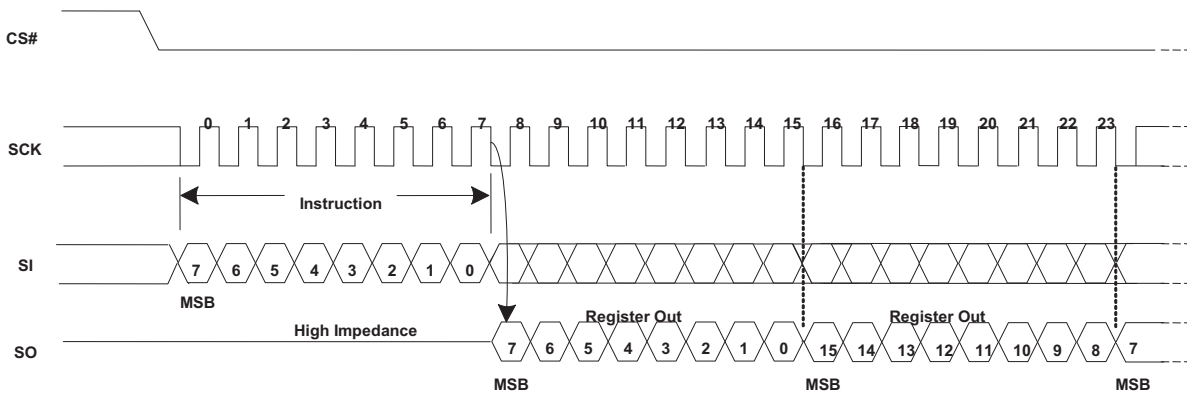 CS#
SCK
0 1 2 3 4 5 6 7 8 9 10 11 12 13 14 15 16 17 18 19 20 21 22 23
Instruction
SI
7 6 5 4 3 2 1 0
MSB
High Impedance
Register Out Register Out
SO
7 6 5 4 3 2 1 0 15 14 13 12 11 10 9 8 7
MSB MSB MSB